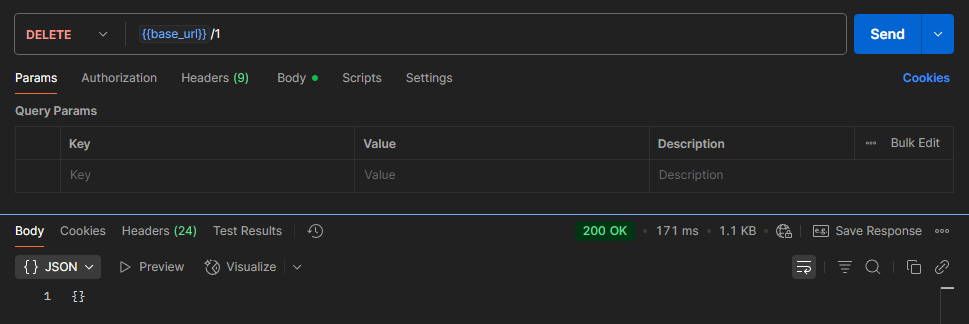 DELETE {{base_url}} /1 Send
Params Authorization Headers (9) Body Scripts Settings Cookies
Query Params
Key Value Description Bulk Edit
Key Value Description
Body Cookies Headers (24) Test Results 200 OK • 171 ms • 1.1 KB • e.g. Save Response
{} JSON Preview Visualize
1 {}